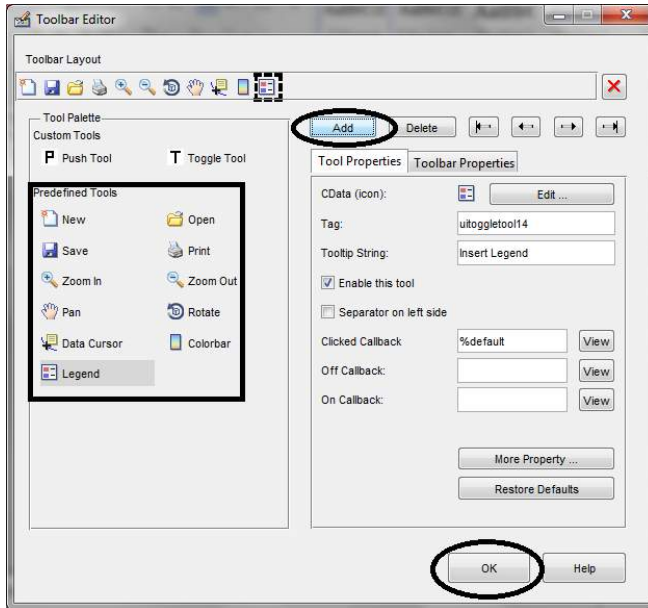 Toolbar Editor
Toolbar Layout
Tool Palette
Custom Tools
P Push Tool
T Toggle Tool
Predefined Tools
New
Open
Save
Print
Zoom In
Zoom Out
Pan
Rotate
Data Cursor
Colorbar
Legend
Add
Delete
Tool Properties
Toolbar Properties
CData (icon):
Edit ...
Tag:
uitoggletool14
Tooltip String:
Insert Legend
Enable this tool
Separator on left side
Clicked Callback
%default
View
Off Callback:
View
On Callback:
View
More Property ...
Restore Defaults
OK
Help